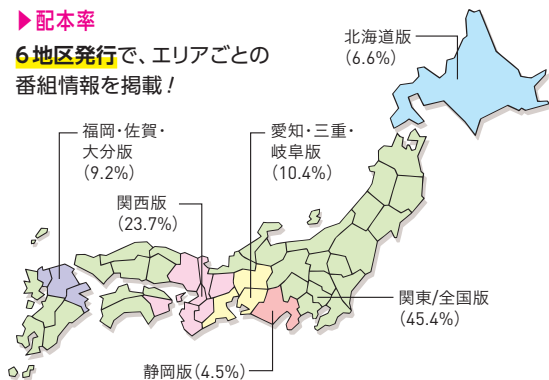 ▶配本率
6地区発行で、エリアごとの
番組情報を掲載！
北海道版
(6.6%)
福岡・佐賀・
大分版
(9.2%)
愛知・三重・
岐阜版
(10.4%)
関西版
(23.7%)
関東/全国版
(45.4%)
静岡版(4.5%)